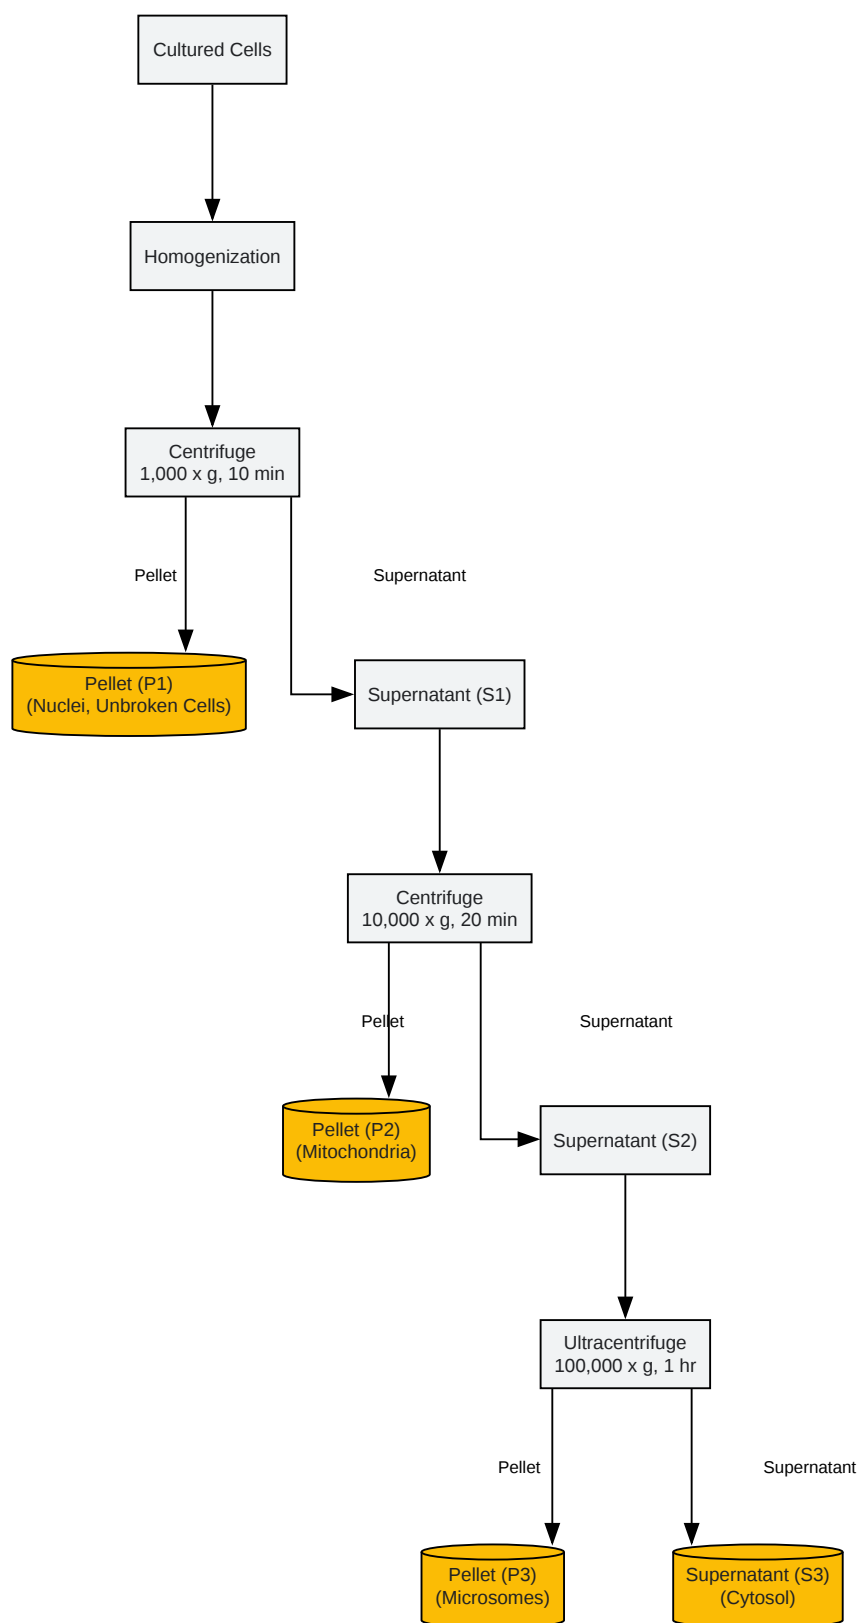 Cultured Cells
Homogenization
Centrifuge
1,000 x g, 10 min
Pellet
Supernatant
Pellet (P1)
(Nuclei, Unbroken Cells)
Supernatant (S1)
Centrifuge
10,000 x g, 20 min
Pellet
Supernatant
Pellet (P2)
(Mitochondria)
Supernatant (S2)
Ultracentrifuge
100,000 x g, 1 hr
Pellet
Supernatant
Pellet (P3)
(Microsomes)
Supernatant (S3)
(Cytosol)